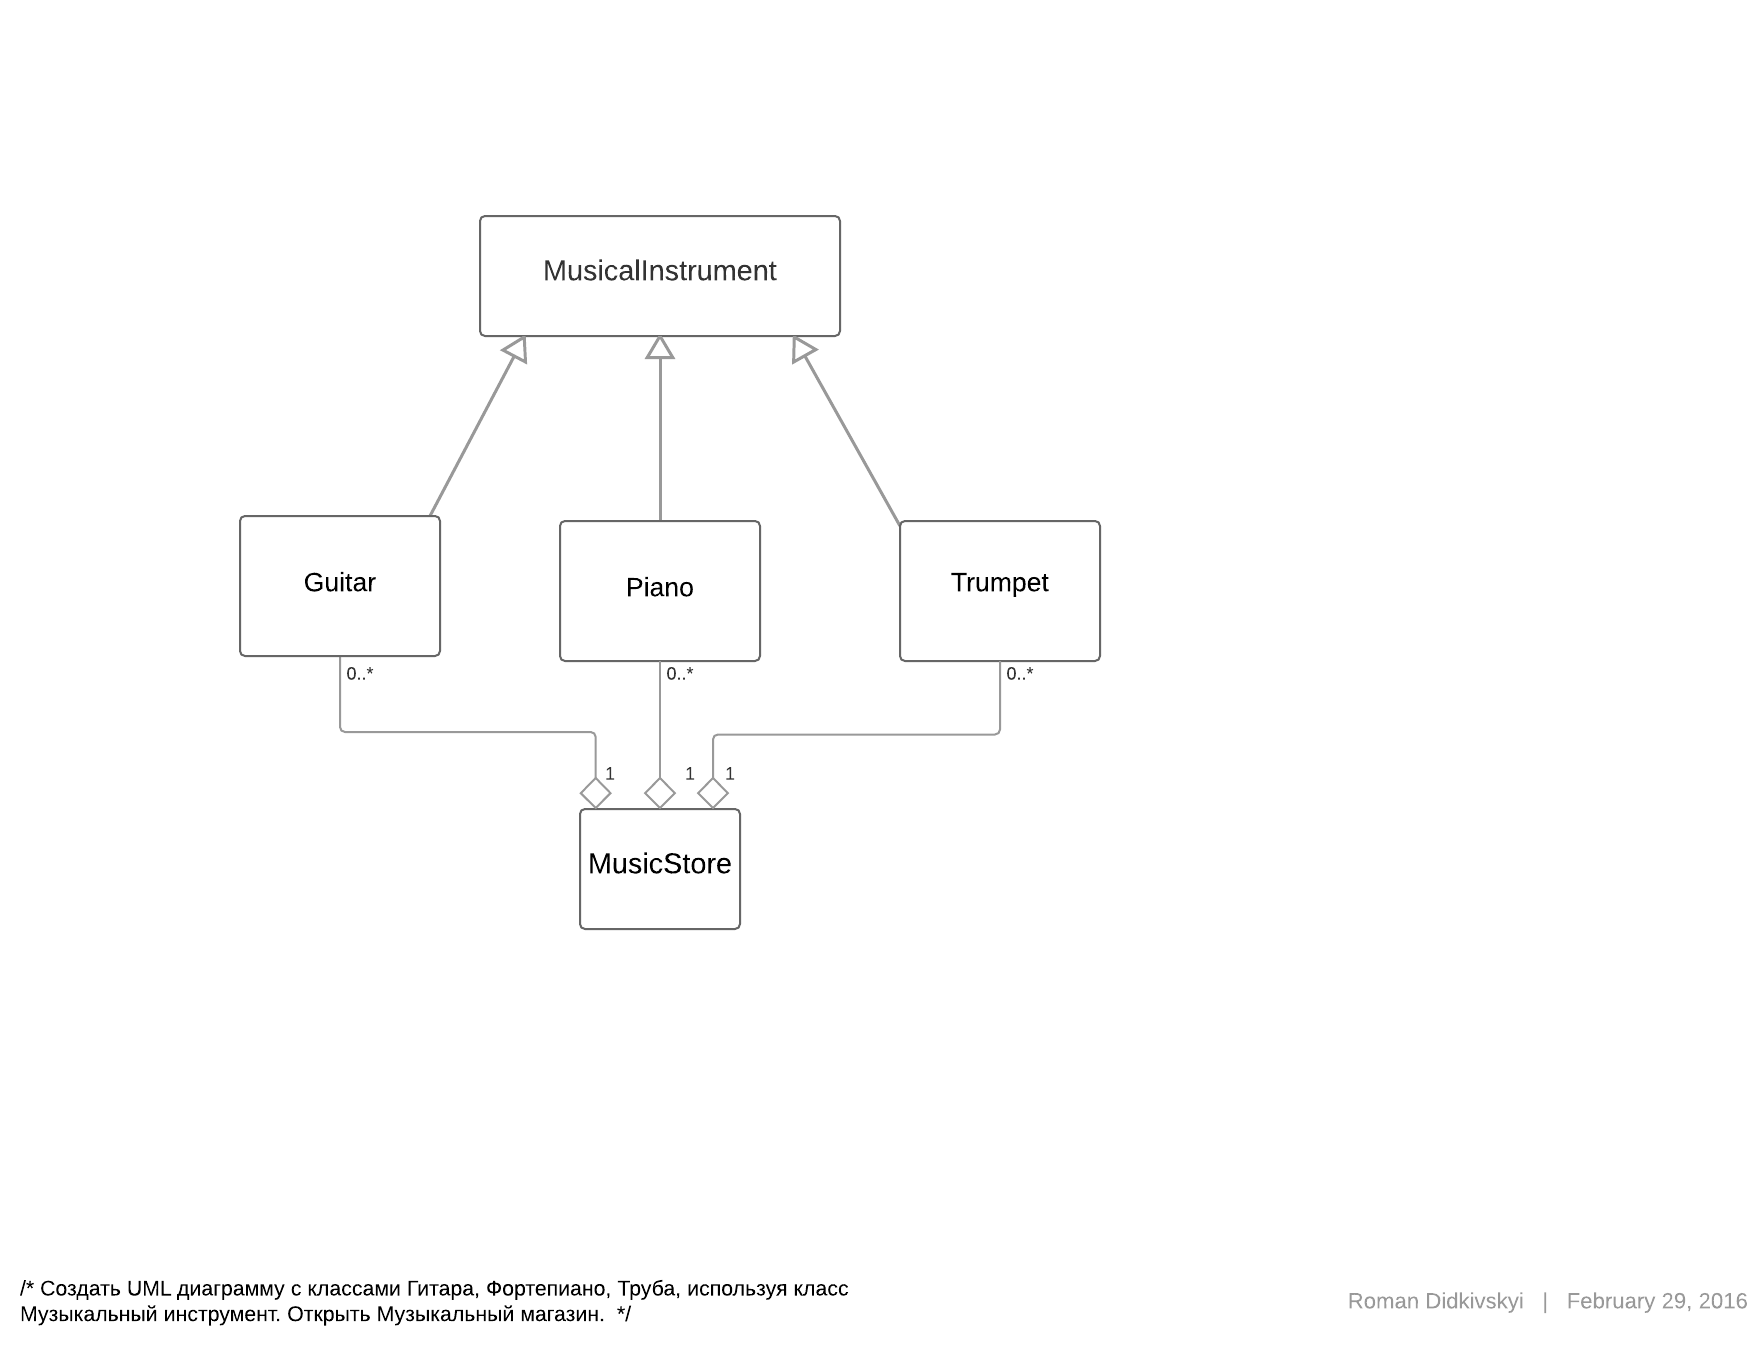 MusicalInstrument
Guitar
Piano
Trumpet
0..*
0..*
0..*
1
1
1
MusicStore
/* Создать UML диаграмму с классами Гитара, Фортепиано, Труба, используя класс
Музыкальный инструмент. Открыть Музыкальный магазин.  */
Roman Didkivskyi | February 29, 2016